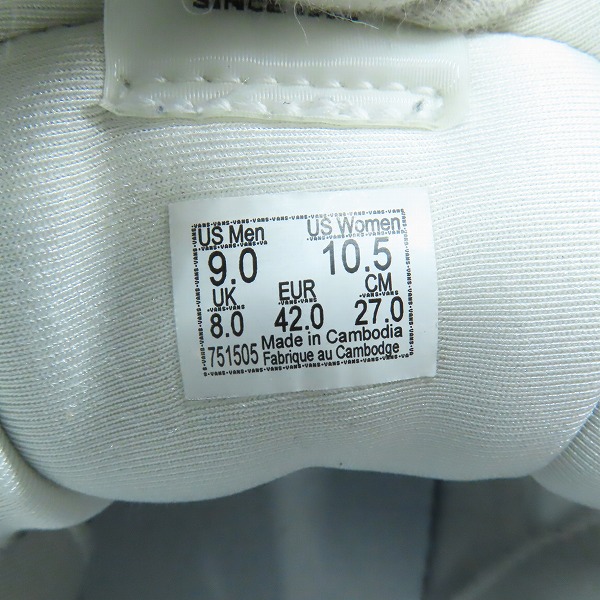 SINCE
US Men US Women
9.0 10.5
UK EUR CM
8.0 42.0 27.0
751505 Made in Cambodia
Fabrique au Cambodge